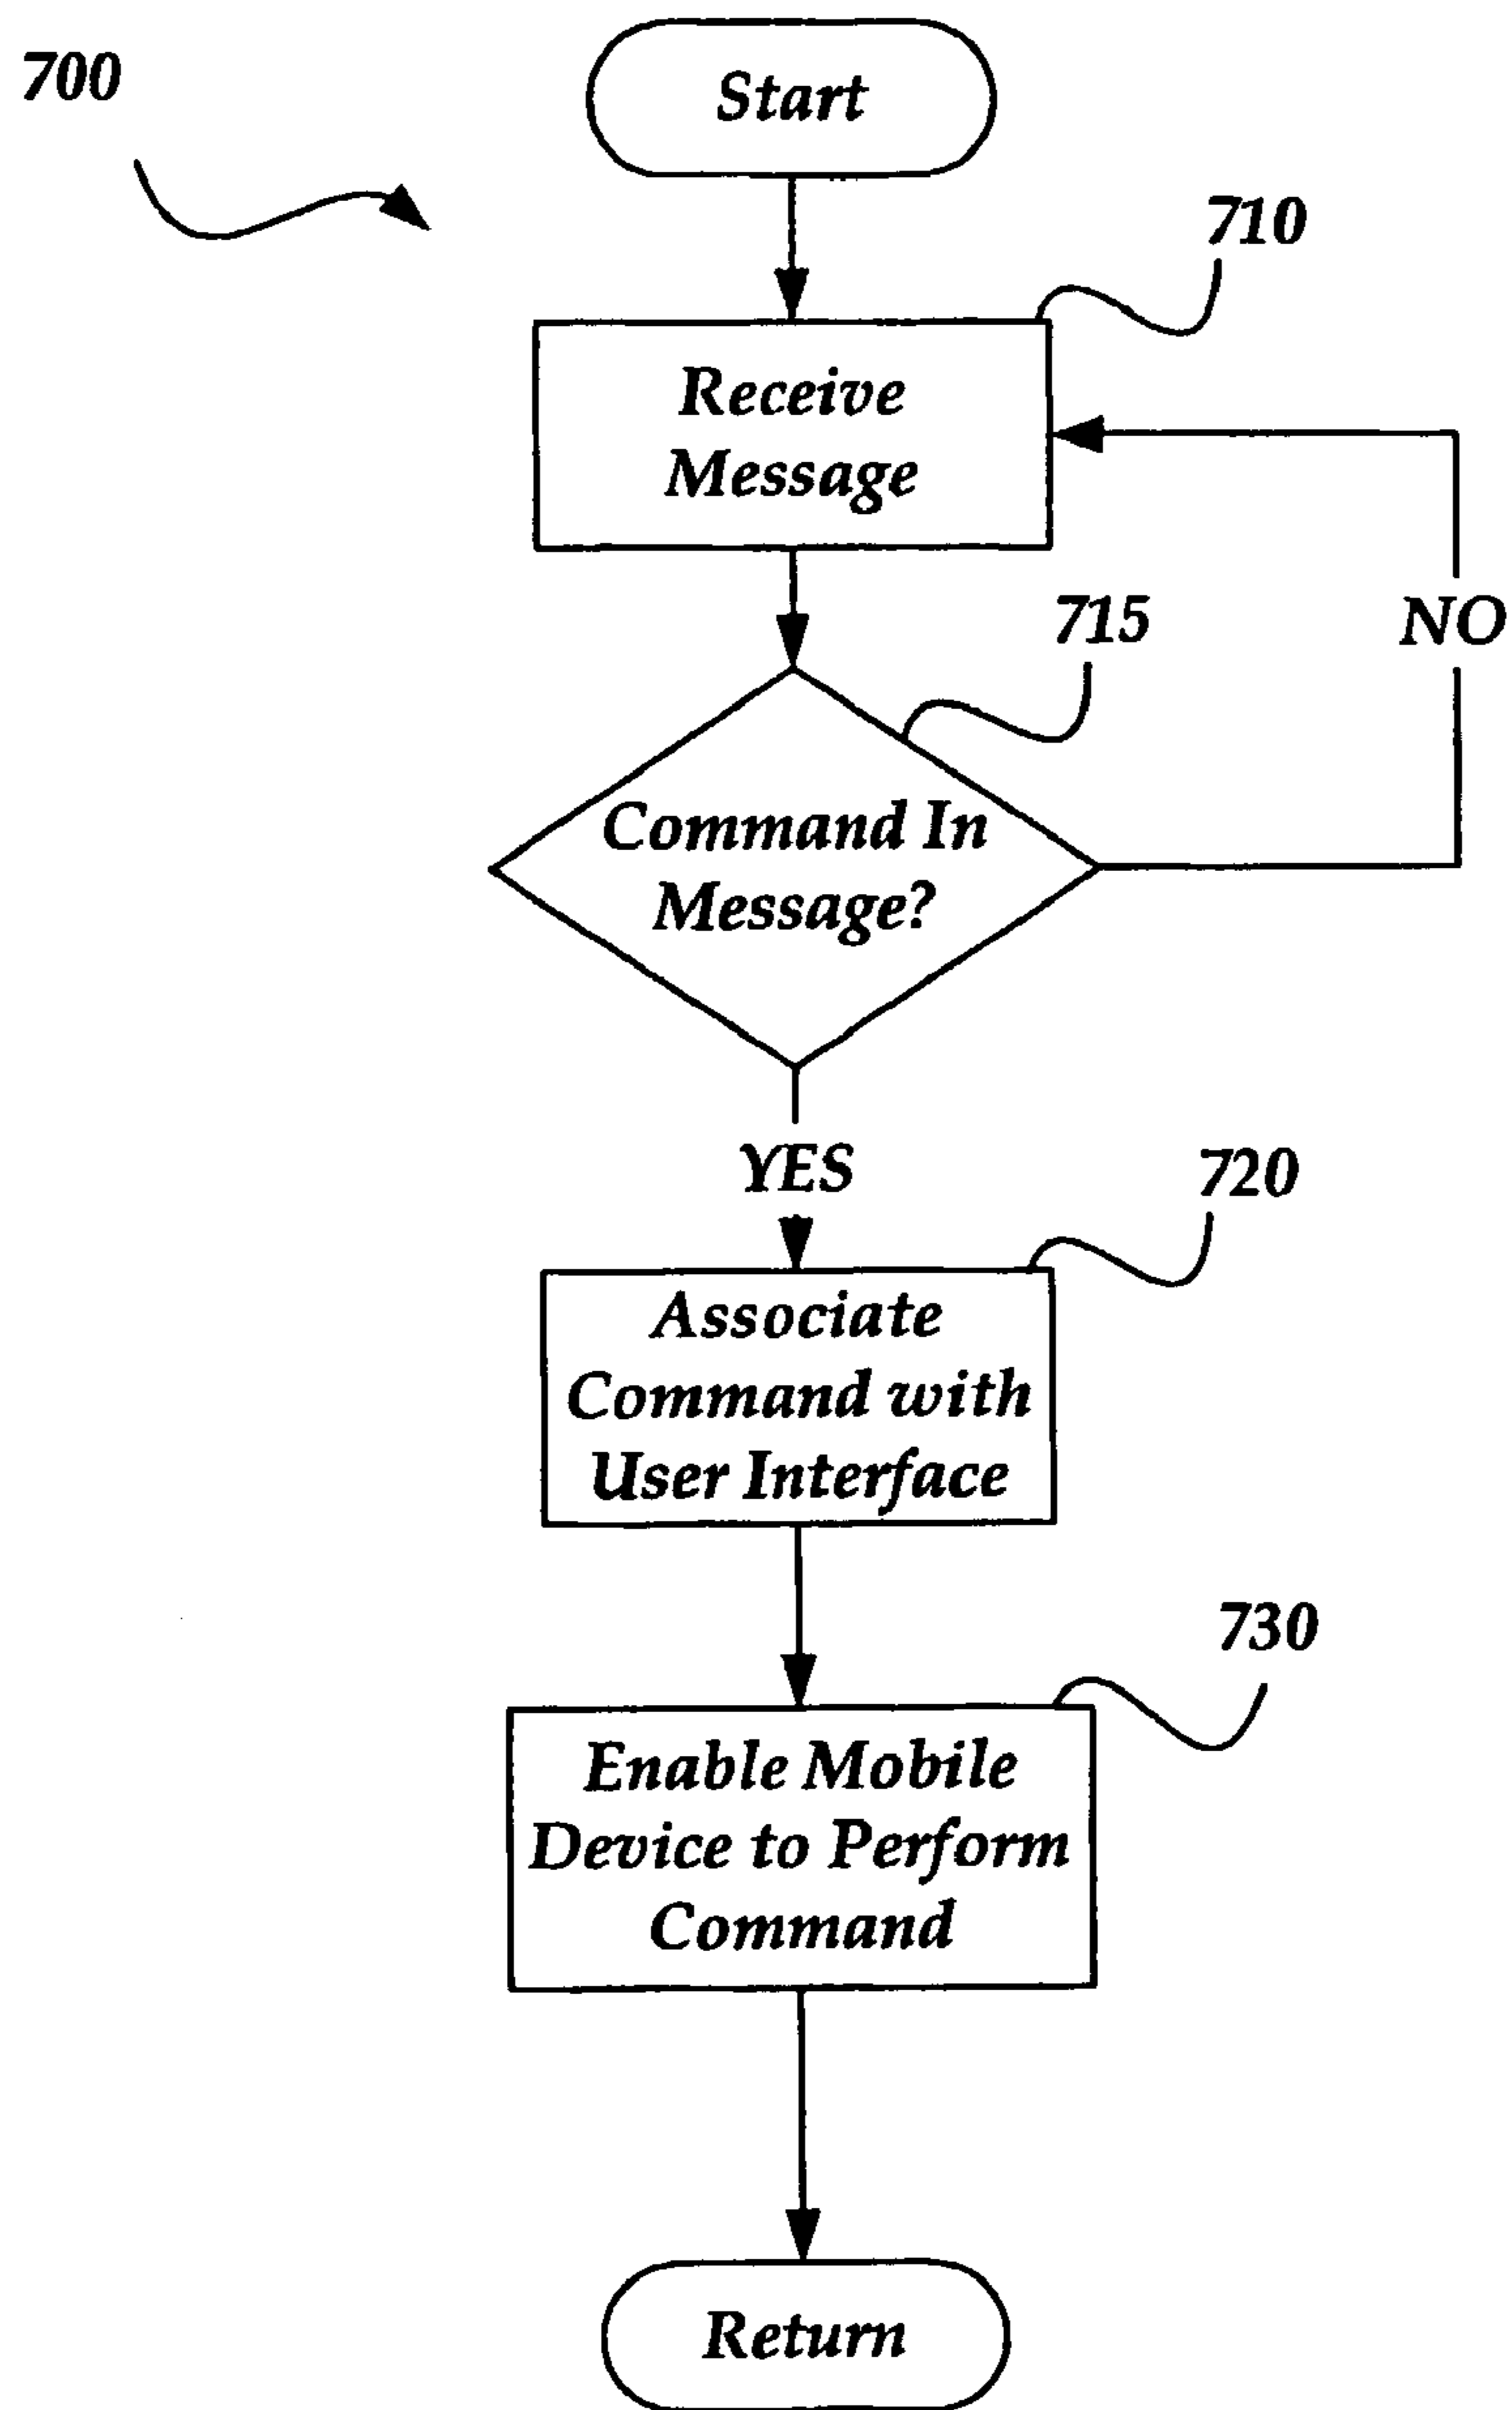 700
Start
710
Receive
Message
715
NO
Command In
Message?
YES
720
Associate
Command with
User Interface
730
Enable Mobile
Device to Perform
Command
Return